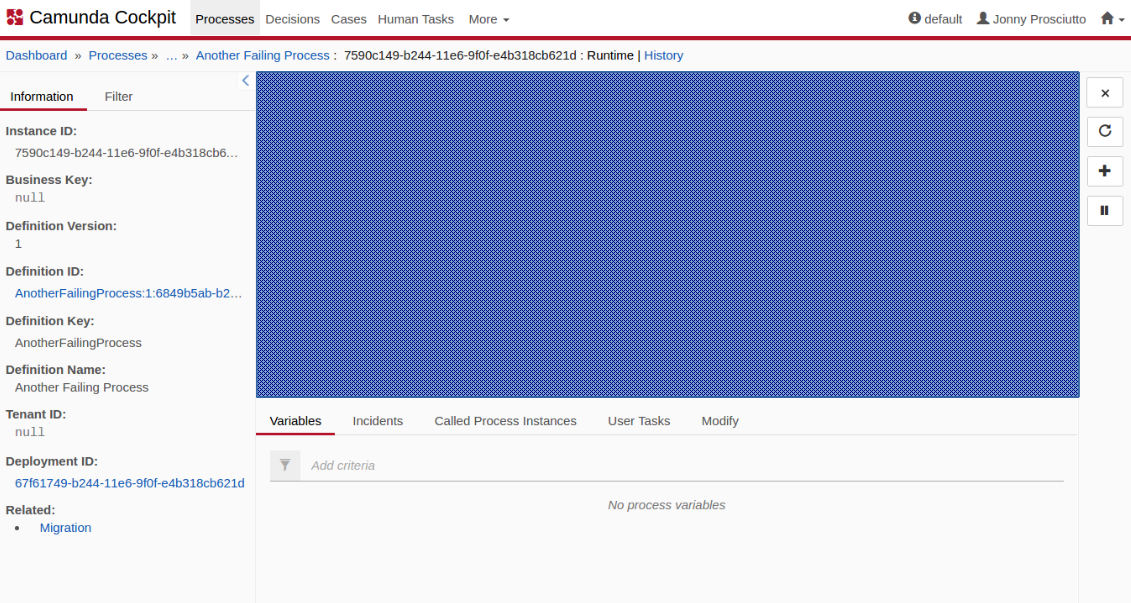 Camunda Cockpit Processes Decisions Cases Human Tasks More default Jonny Prosciutto
Dashboard » Processes » ... » Another Failing Process : 7590c149-b244-11e6-9f0f-e4b318cb621d : Runtime | History
Information Filter
Instance ID:
7590c149-b244-11e6-9f0f-e4b318cb6...
Business Key:
null
Definition Version:
1
Definition ID:
AnotherFailingProcess:1:6849b5ab-b2...
Definition Key:
AnotherFailingProcess
Definition Name:
Another Failing Process
Tenant ID:
null
Deployment ID:
67f61749-b244-11e6-9f0f-e4b318cb621d
Related:
• Migration
Variables Incidents Called Process Instances User Tasks Modify
Add criteria
No process variables